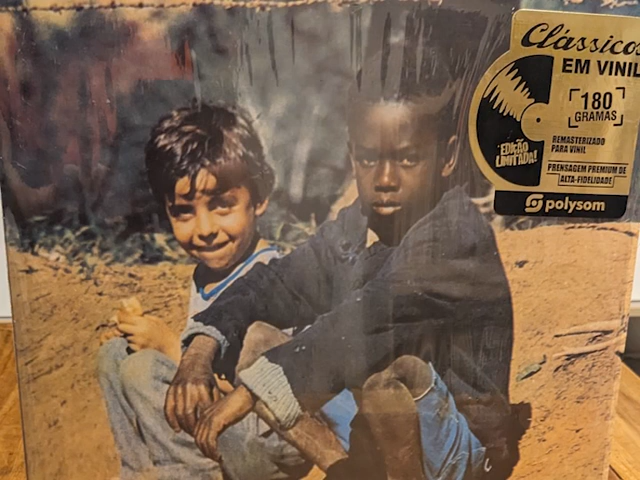 Clássicos
EM VINIL
180
GRAMAS
EDIÇÃO
LIMITADA!
REMASTERIZADO
PARA VINIL
PRENSAGEM PREMIUM DE
ALTA-FIDELIDADE
polysom